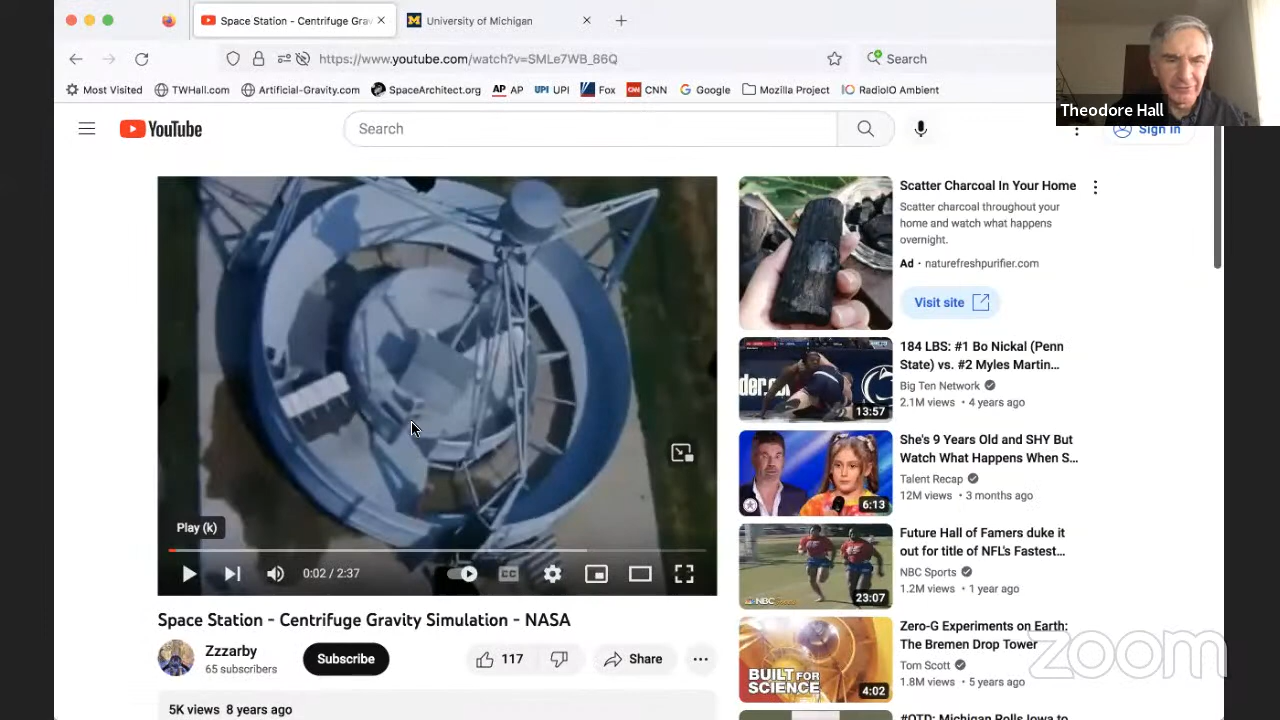 Space Station - Centrifuge Grav
University of Michigan
https://www.youtube.com/watch?v=SMLe7WB_86Q
Search
Most Visited
TWHall.com
Artificial-Gravity.com
SpaceArchitect.org
AP AP
UPI UPI
Fox
CNN CNN
Google
Mozilla Project
RadioIO Ambient
Theodore Hall
YouTube
Search
Sign in
Scatter Charcoal In Your Home
Scatter charcoal throughout your
home and watch what happens
overnight.
Ad · naturefreshpurifier.com
Visit site
184 LBS: #1 Bo Nickal (Penn
State) vs. #2 Myles Martin...
Big Ten Network
2.1M views • 4 years ago
13:57
She's 9 Years Old and SHY But
Watch What Happens When S...
Talent Recap
12M views • 3 months ago
6:13
Future Hall of Famers duke it
out for title of NFL's Fastest...
NBC Sports
1.2M views • 1 year ago
23:07
Zero-G Experiments on Earth:
The Bremen Drop Tower
Tom Scott
1.8M views • 5 years ago
BUILT FOR
SCIENCE
4:02
Play (k)
0:02 / 2:37
CC
Space Station - Centrifuge Gravity Simulation - NASA
Zzzarby
65 subscribers
Subscribe
117
Share
5K views 8 years ago
zoom